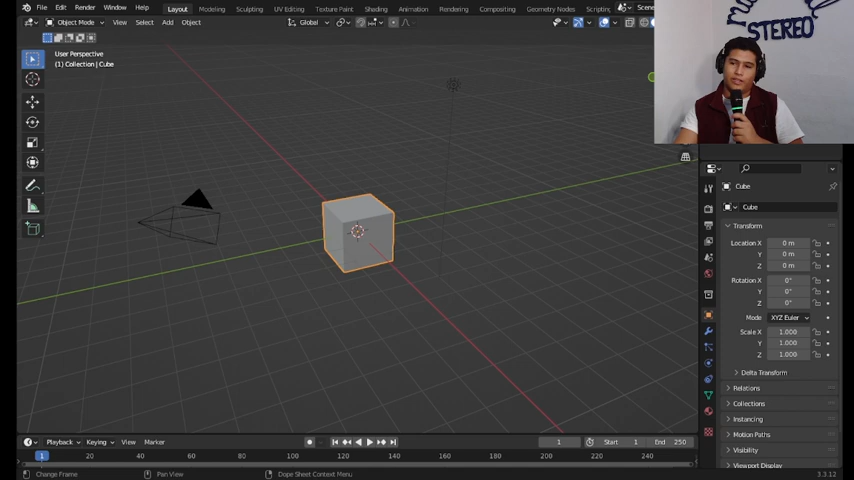 File Edit Render Window Help Layout Modeling Sculpting UV Editing Texture Paint Shading Animation Rendering Compositing Geometry Nodes Scripting
Object Mode View Select Add Object Global
STEREO
User Perspective
(1) Collection | Cube
Cube
Cube
Transform
Location X 0 m
Y 0 m
Z 0 m
Rotation X 0°
Y 0°
Z 0°
Mode XYZ Euler
Scale X 1.000
Y 1.000
Z 1.000
Delta Transform
Relations
Collections
Instancing
Motion Paths
Visibility
Viewport Display
Playback Keying View Marker 1 Start 1 End 250
1 20 40 60 80 100 120 140 160 180 200 220 240
Change Frame Pan View Dope Sheet Context Menu 3.3.12